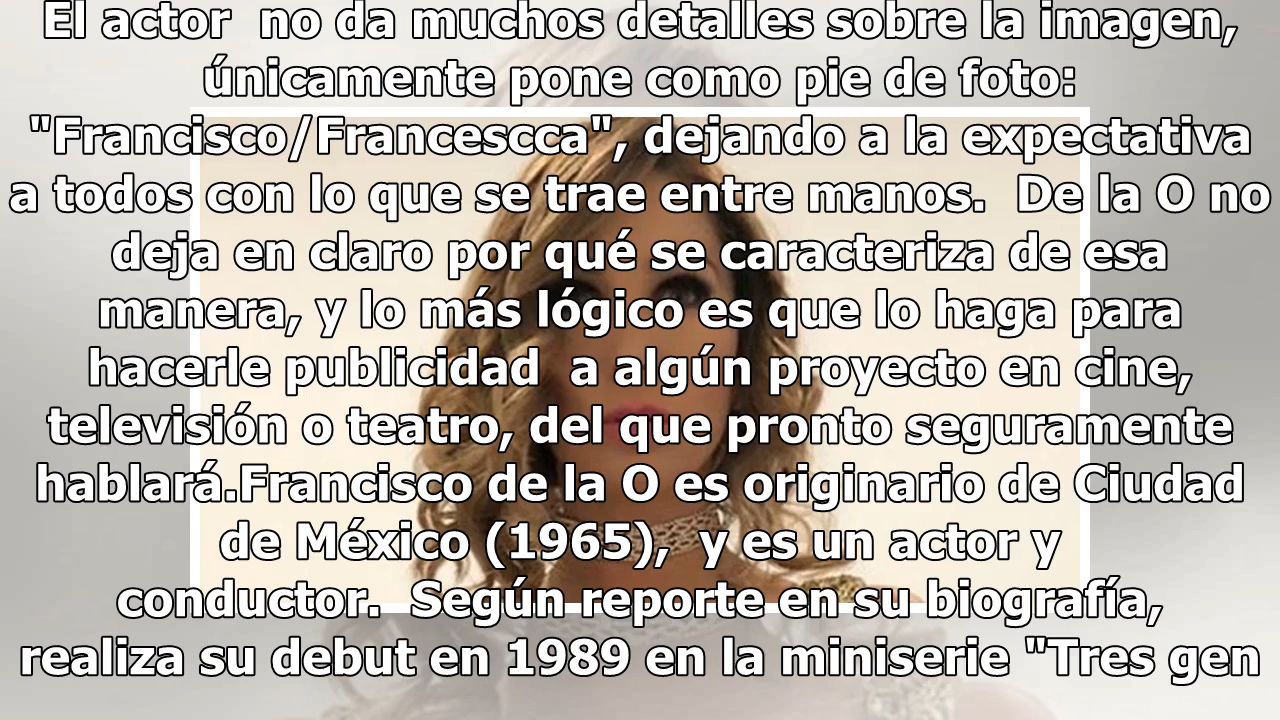 El actor  no da muchos detalles sobre la imagen,
únicamente pone como pie de foto:
"Francisco/Francescca", dejando a la expectativa
a todos con lo que se trae entre manos.  De la O no
deja en claro por qué se caracteriza de esa
manera, y lo más lógico es que lo haga para
hacerle publicidad  a algún proyecto en cine,
televisión o teatro, del que pronto seguramente
hablará.Francisco de la O es originario de Ciudad
de México (1965),  y es un actor y
conductor.  Según reporte en su biografía,
realiza su debut en 1989 en la miniserie "Tres gen